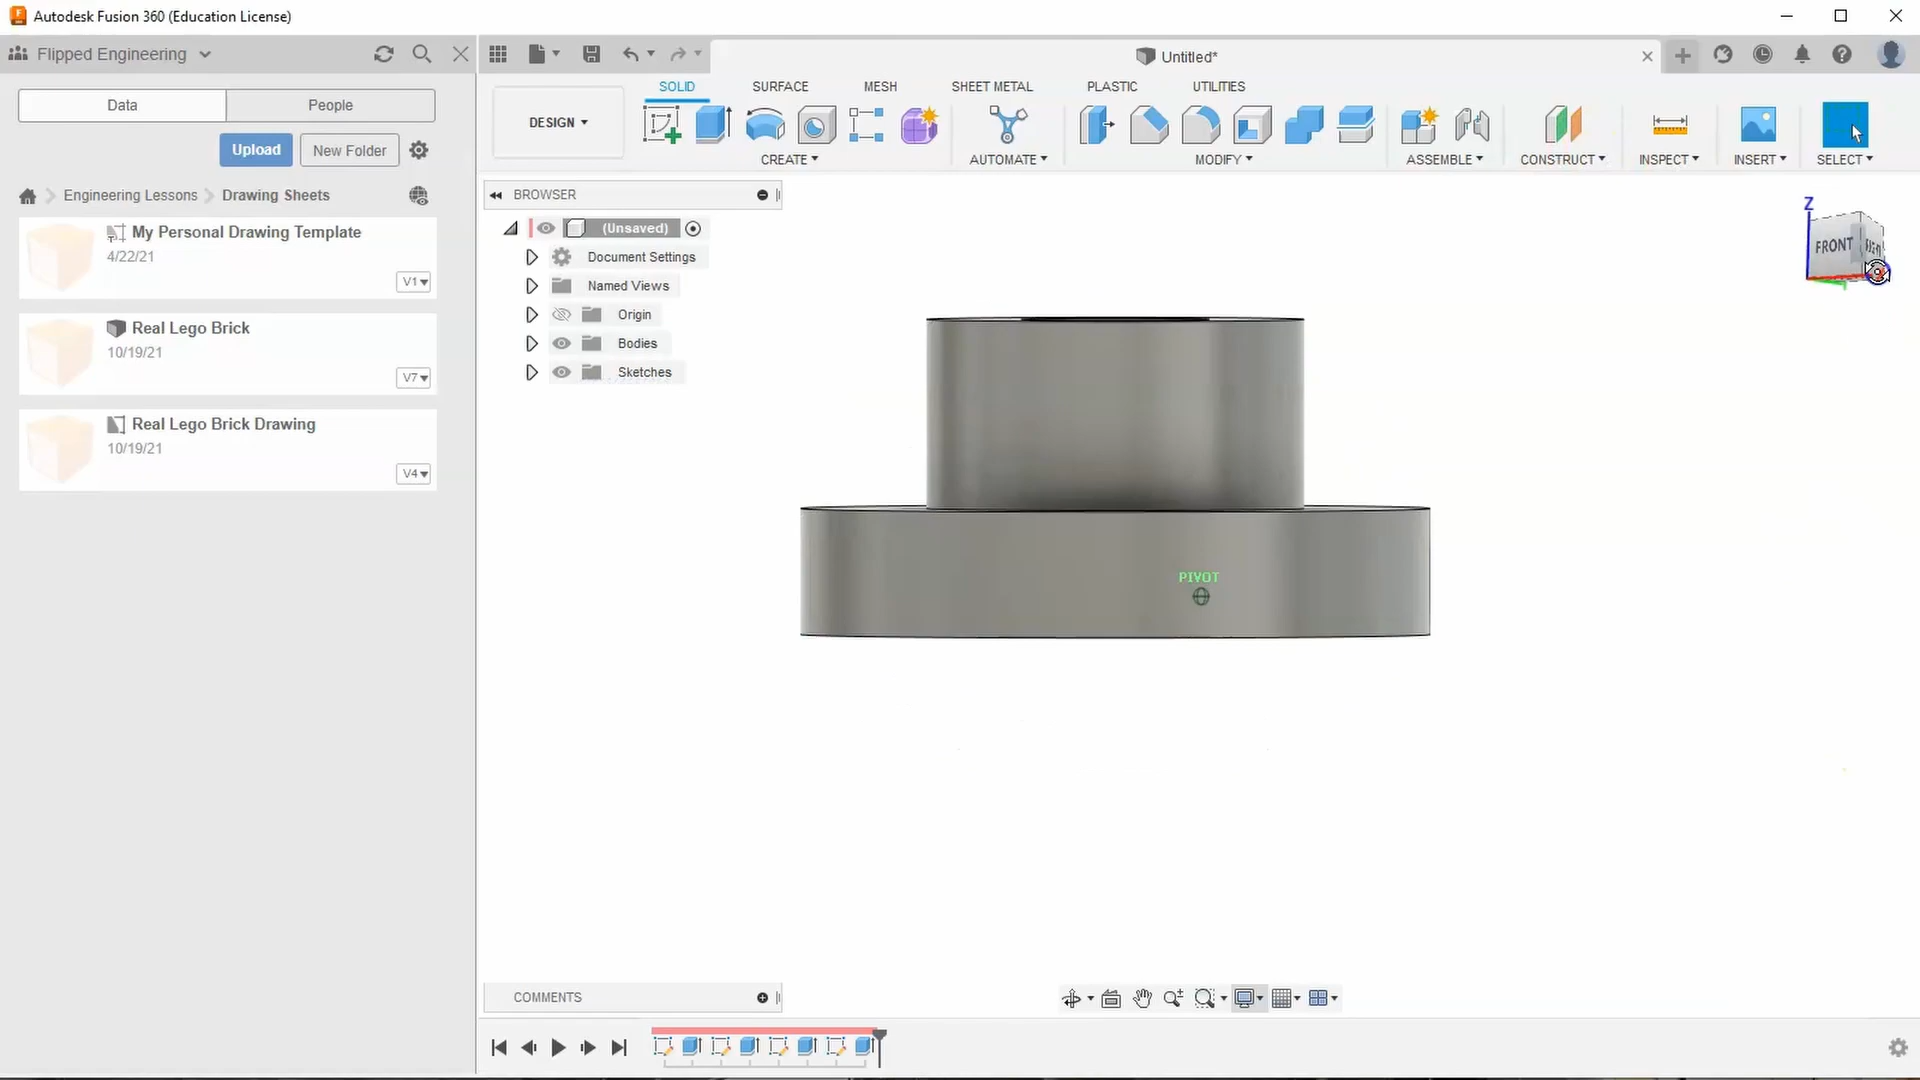 Autodesk Fusion 360 (Education License)
Flipped Engineering
Untitled*
Data
People
Upload
New Folder
Engineering Lessons
Drawing Sheets
My Personal Drawing Template
4/22/21
V1
Real Lego Brick
10/19/21
V7
Real Lego Brick Drawing
10/19/21
V4
DESIGN
SOLID
SURFACE
MESH
SHEET METAL
PLASTIC
UTILITIES
CREATE
AUTOMATE
MODIFY
ASSEMBLE
CONSTRUCT
INSPECT
INSERT
SELECT
BROWSER
(Unsaved)
Document Settings
Named Views
Origin
Bodies
Sketches
Z
FRONT
RIGHT
PIVOT
COMMENTS